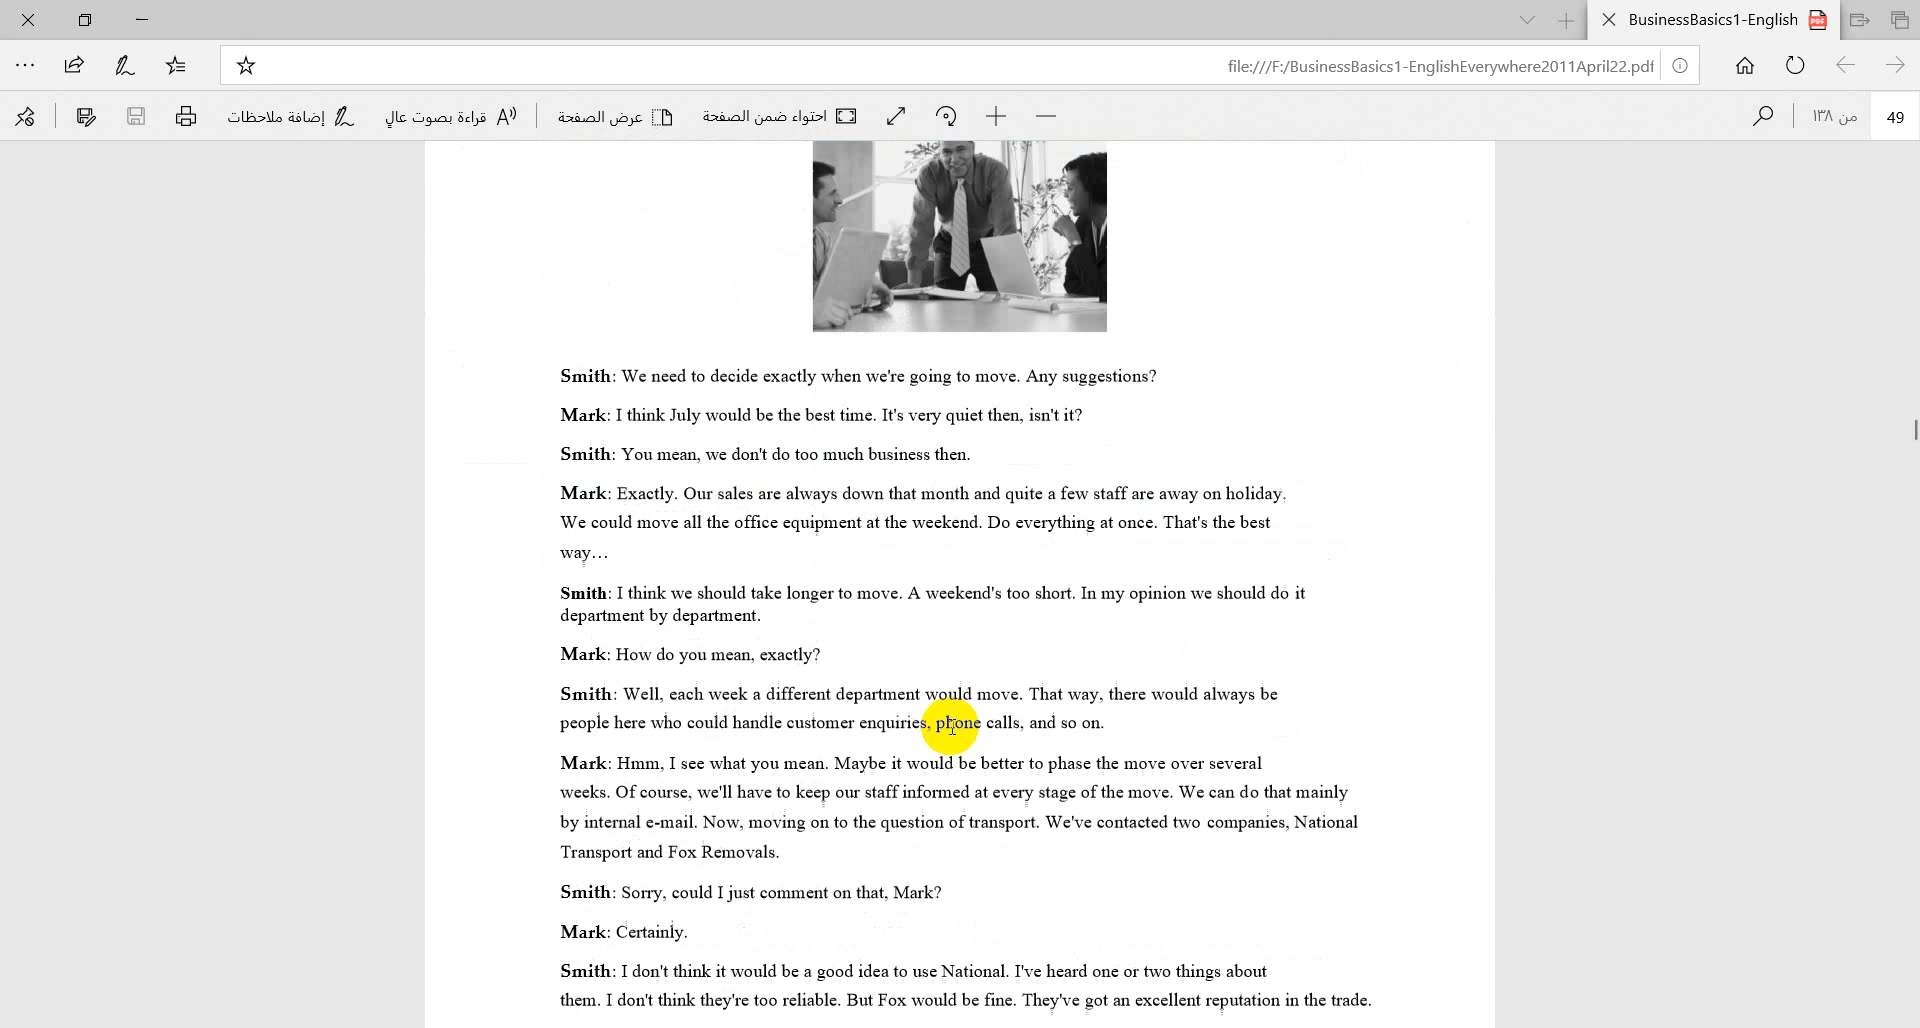 BusinessBasics1-English
PDF
file:///F:/BusinessBasics1-EnglishEverywhere2011April22.pdf
إضافة ملاحظات
قراءة بصوت عالٍ
عرض الصفحة
احتواء ضمن الصفحة
من ١٣٨
49
Smith: We need to decide exactly when we're going to move. Any suggestions?
Mark: I think July would be the best time. It's very quiet then, isn't it?
Smith: You mean, we don't do too much business then.
Mark: Exactly. Our sales are always down that month and quite a few staff are away on holiday.
We could move all the office equipment at the weekend. Do everything at once. That's the best
way…
Smith: I think we should take longer to move. A weekend's too short. In my opinion we should do it
department by department.
Mark: How do you mean, exactly?
Smith: Well, each week a different department would move. That way, there would always be
people here who could handle customer enquiries, phone calls, and so on.
Mark: Hmm, I see what you mean. Maybe it would be better to phase the move over several
weeks. Of course, we'll have to keep our staff informed at every stage of the move. We can do that mainly
by internal e-mail. Now, moving on to the question of transport. We've contacted two companies, National
Transport and Fox Removals.
Smith: Sorry, could I just comment on that, Mark?
Mark: Certainly.
Smith: I don't think it would be a good idea to use National. I've heard one or two things about
them. I don't think they're too reliable. But Fox would be fine. They've got an excellent reputation in the trade.